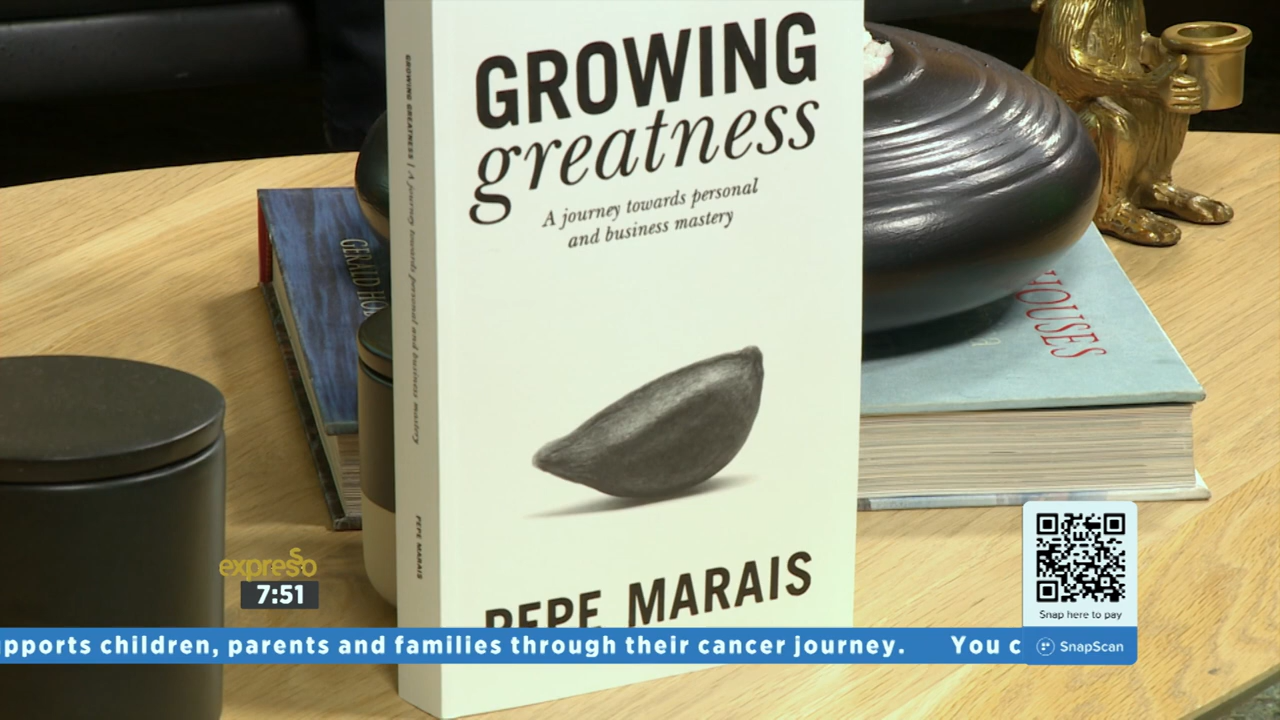 GROWING
greatness
A journey towards personal
and business mastery
PEPE MARAIS
GROWING GREATNESS | A journey towards personal and business mastery
PEPE MARAIS
GERALD
HOUSES
expresso
7:51
Snap here to pay
SnapScan
pports children, parents and families through their cancer journey. You c